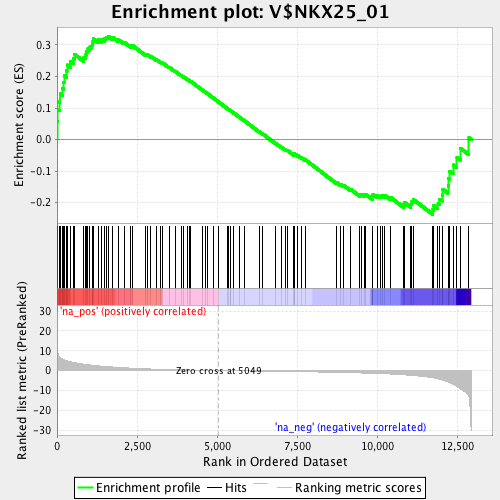 Enrichment plot: V$NKX25_01
Enrichment score (ES)
0.3
0.2
0.1
0.0
-0.1
-0.2
'na_pos' (positively correlated)
Ranked list metric (PreRanked)
30
20
10
0
-10
-20
-30
Zero cross at 5049
'na_neg' (negatively correlated)
0
2,500
5,000
7,500
10,000
12,500
Rank in Ordered Dataset
Enrichment profile
Hits
Ranking metric scores